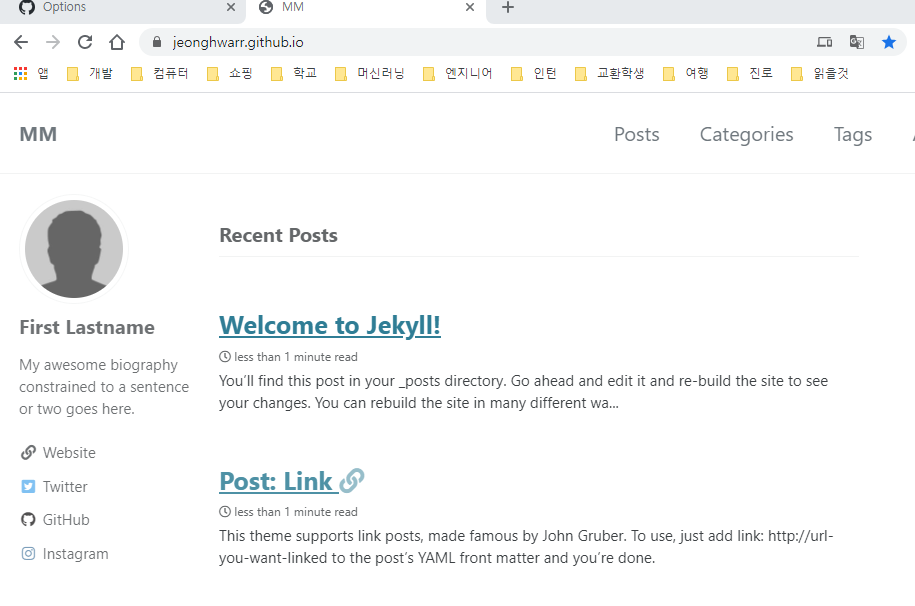 Options
MM
jeonghwarr.github.io
앱 개발 컴퓨터 쇼핑 학교 머신러닝 엔지니어 인턴 교환학생 여행 진로 읽을것
MM Posts Categories Tags
Recent Posts
First Lastname
My awesome biography
constrained to a sentence
or two goes here.
Website
Twitter
GitHub
Instagram
Welcome to Jekyll!
less than 1 minute read
You’ll find this post in your _posts directory. Go ahead and edit it and re-build the site to see
your changes. You can rebuild the site in many different wa...
Post: Link
less than 1 minute read
This theme supports link posts, made famous by John Gruber. To use, just add link: http://url-
you-want-linked to the post’s YAML front matter and you’re done.